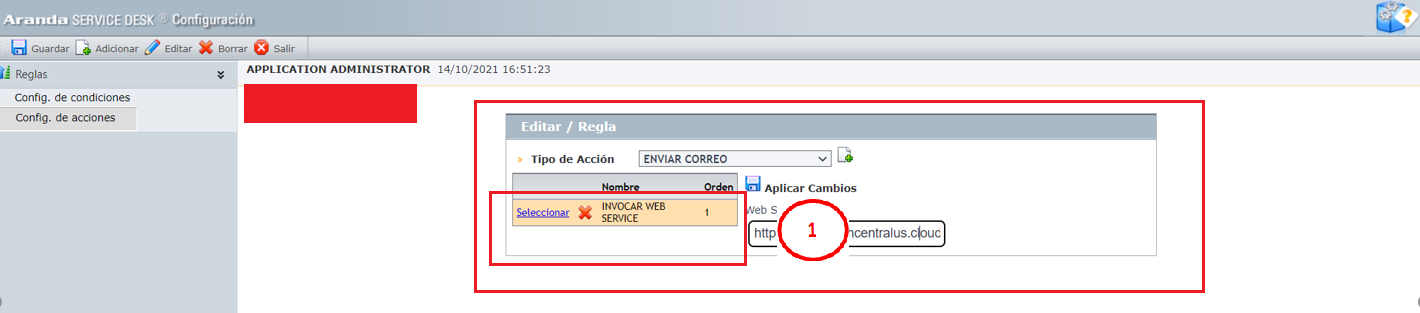 Aranda SERVICE DESK ® Configuración
Guardar Adicionar Editar Borrar Salir
Reglas
APPLICATION ADMINISTRATOR 14/10/2021 16:51:23
Config. de condiciones
Config. de acciones
Editar / Regla
» Tipo de Acción ENVIAR CORREO
Nombre Orden
Aplicar Cambios
Seleccionar INVOCAR WEB SERVICE 1
Web S
http ncentralus.cloud
1